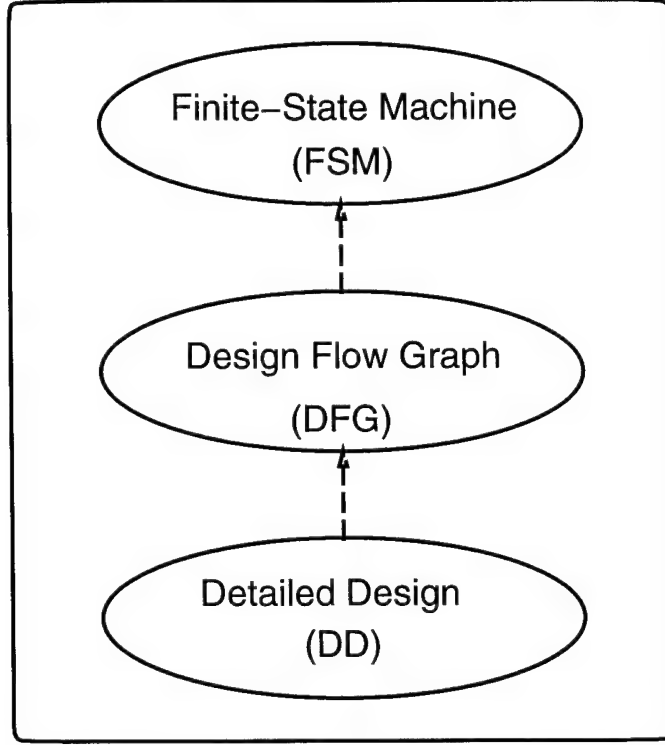 Finite–State Machine
(FSM)
Design Flow Graph
(DFG)
Detailed Design
(DD)